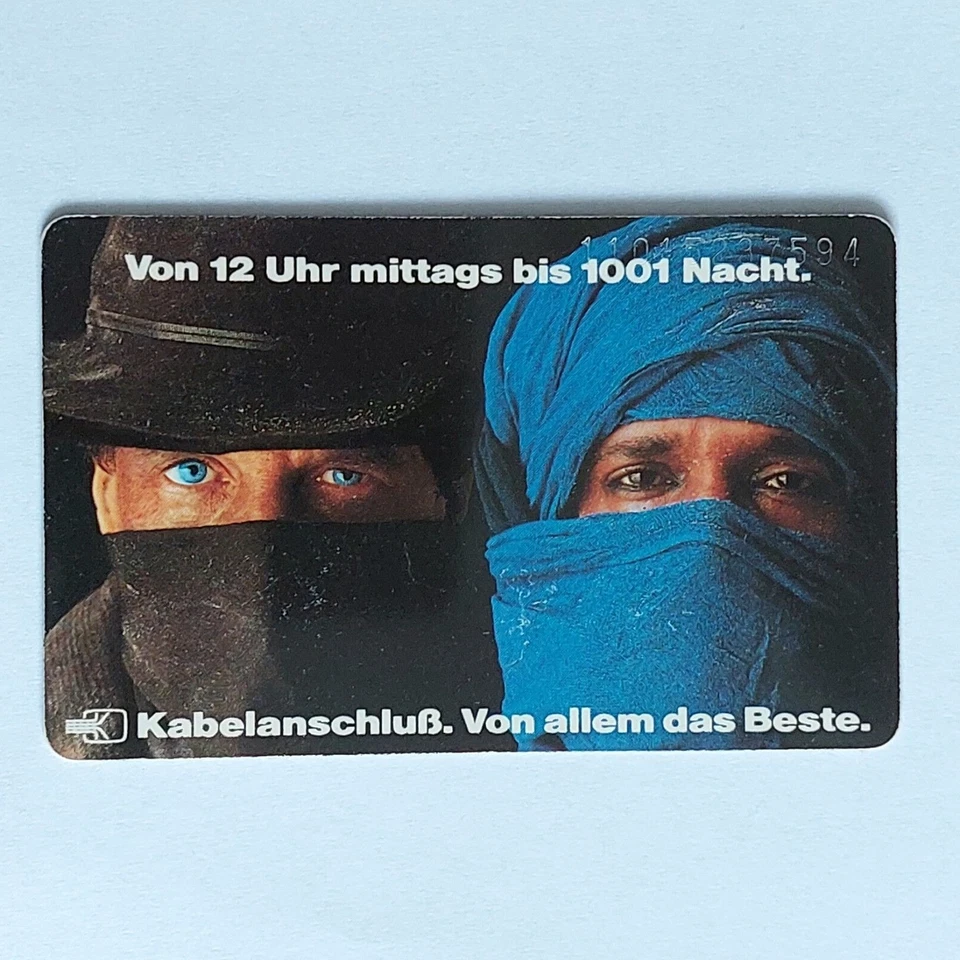 Von 12 Uhr mittags bis 1001 Nacht.
Kabelanschluß. Von allem das Beste.